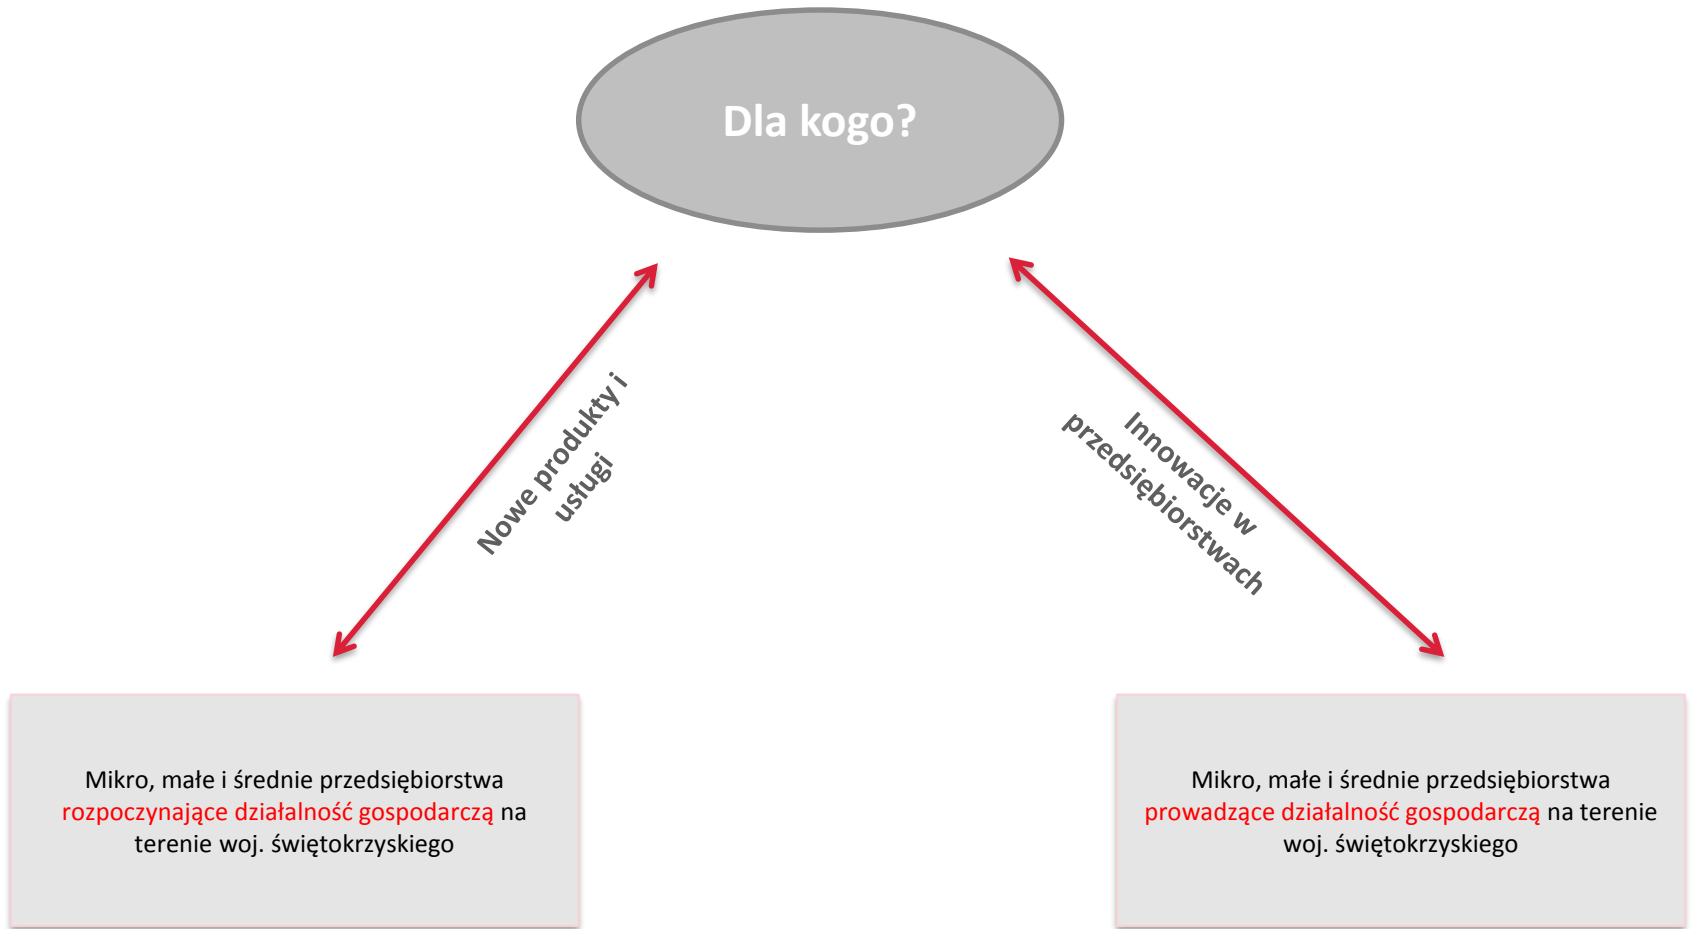 Dla kogo?
Nowe produkty i
usługi
Innowacje w
przedsiębiorstwach
Mikro, małe i średnie przedsiębiorstwa
rozpoczynające działalność gospodarczą na
terenie woj. świętokrzyskiego
Mikro, małe i średnie przedsiębiorstwa
prowadzące działalność gospodarczą na terenie
woj. świętokrzyskiego